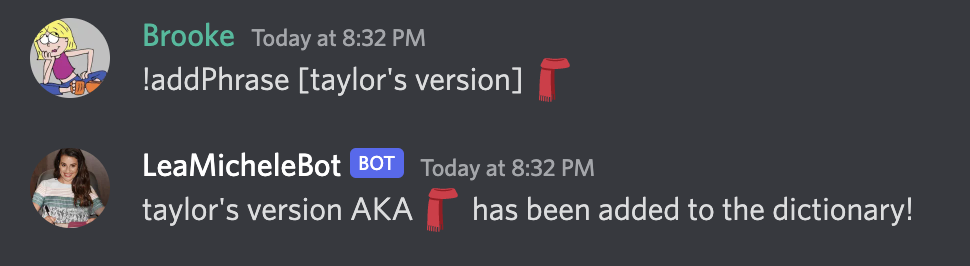 Brooke Today at 8:32 PM
!addPhrase [taylor's version] 🧣
LeaMicheleBot BOT Today at 8:32 PM
taylor's version AKA 🧣 has been added to the dictionary!